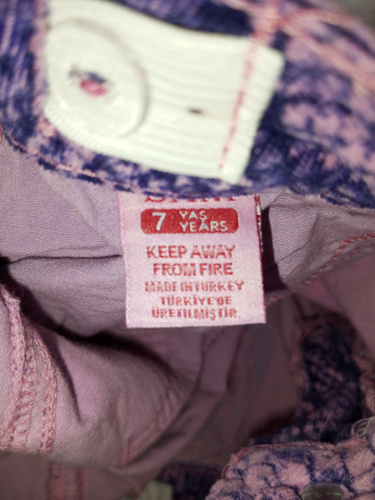 7 YAŞ
YEARS
KEEP AWAY
FROM FIRE
MADE IN TURKEY
TÜRKİYE'DE
ÜRETİLMİŞTİR.